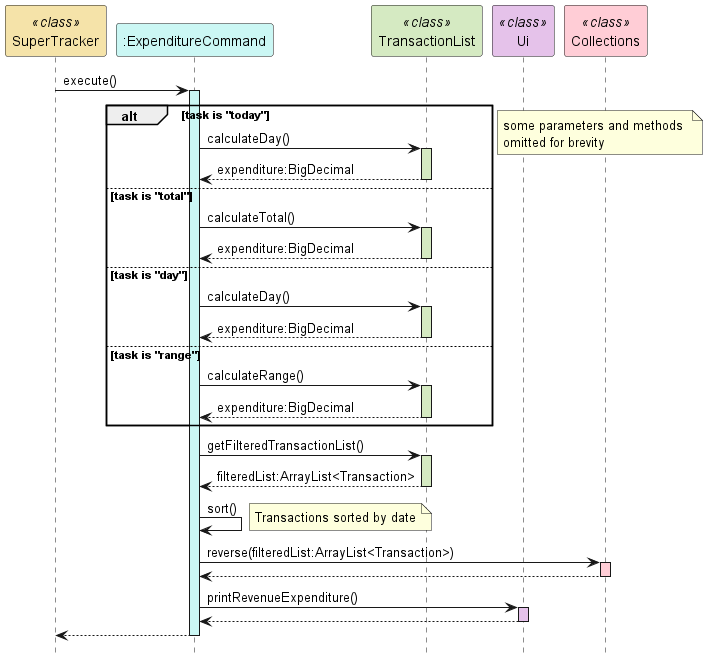 «class» «class» «class» «class»
SuperTracker :ExpenditureCommand TransactionList Ui Collections
execute()
alt [task is "today"]
some parameters and methods
omitted for brevity
calculateDay()
expenditure:BigDecimal
[task is "total"]
calculateTotal()
expenditure:BigDecimal
[task is "day"]
calculateDay()
expenditure:BigDecimal
[task is "range"]
calculateRange()
expenditure:BigDecimal
getFilteredTransactionList()
filteredList:ArrayList<Transaction>
sort() Transactions sorted by date
reverse(filteredList:ArrayList<Transaction>)
printRevenueExpenditure()